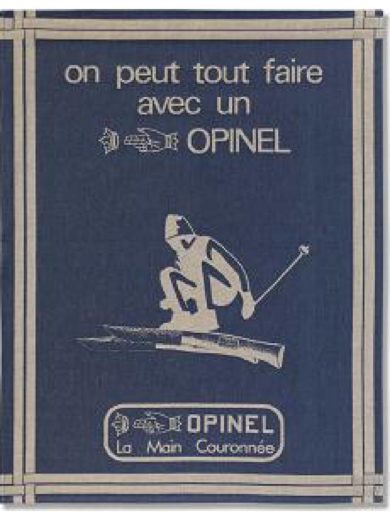 on peut tout faire
avec un
OPINEL
OPINEL
La Main Couronnée